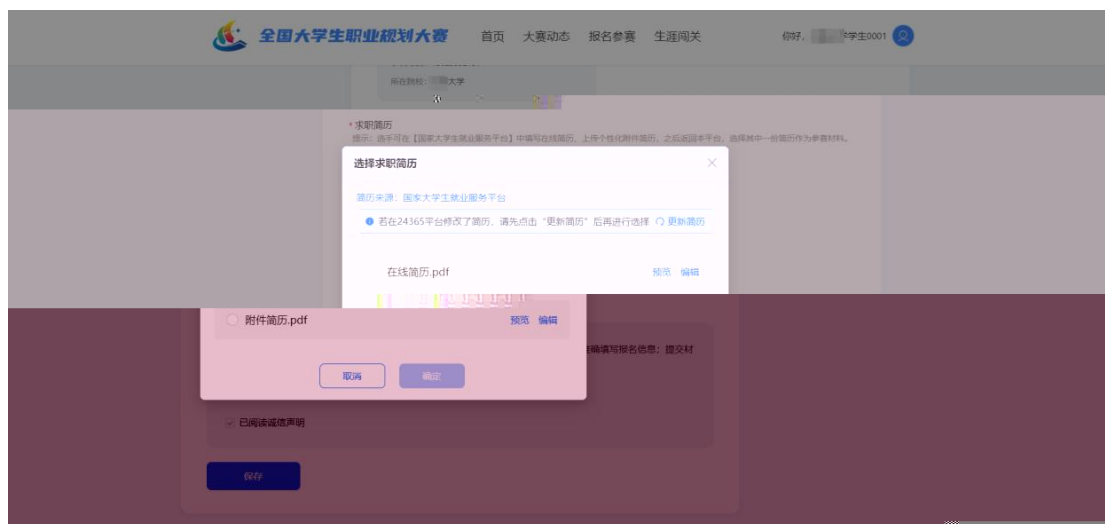 全国大学生职业规划大赛 首页 大赛动态 报名参赛 生涯闯关 你好, 学生0001
所在院校: 大学
* 求职简历
提示: 选手可在【国家大学生就业服务平台】中填写在线简历, 上传个性化附件简历, 之后返回本平台, 选择其中一份简历作为参赛材料。
选择求职简历
简历来源: 国家大学生就业服务平台
若在24365平台修改了简历, 请先点击“更新简历”后再进行选择 更新简历
在线简历.pdf 预览 编辑
附件简历.pdf 预览 编辑
准确填写报名信息; 提交材
取消 确定
已阅读诚信声明
保存